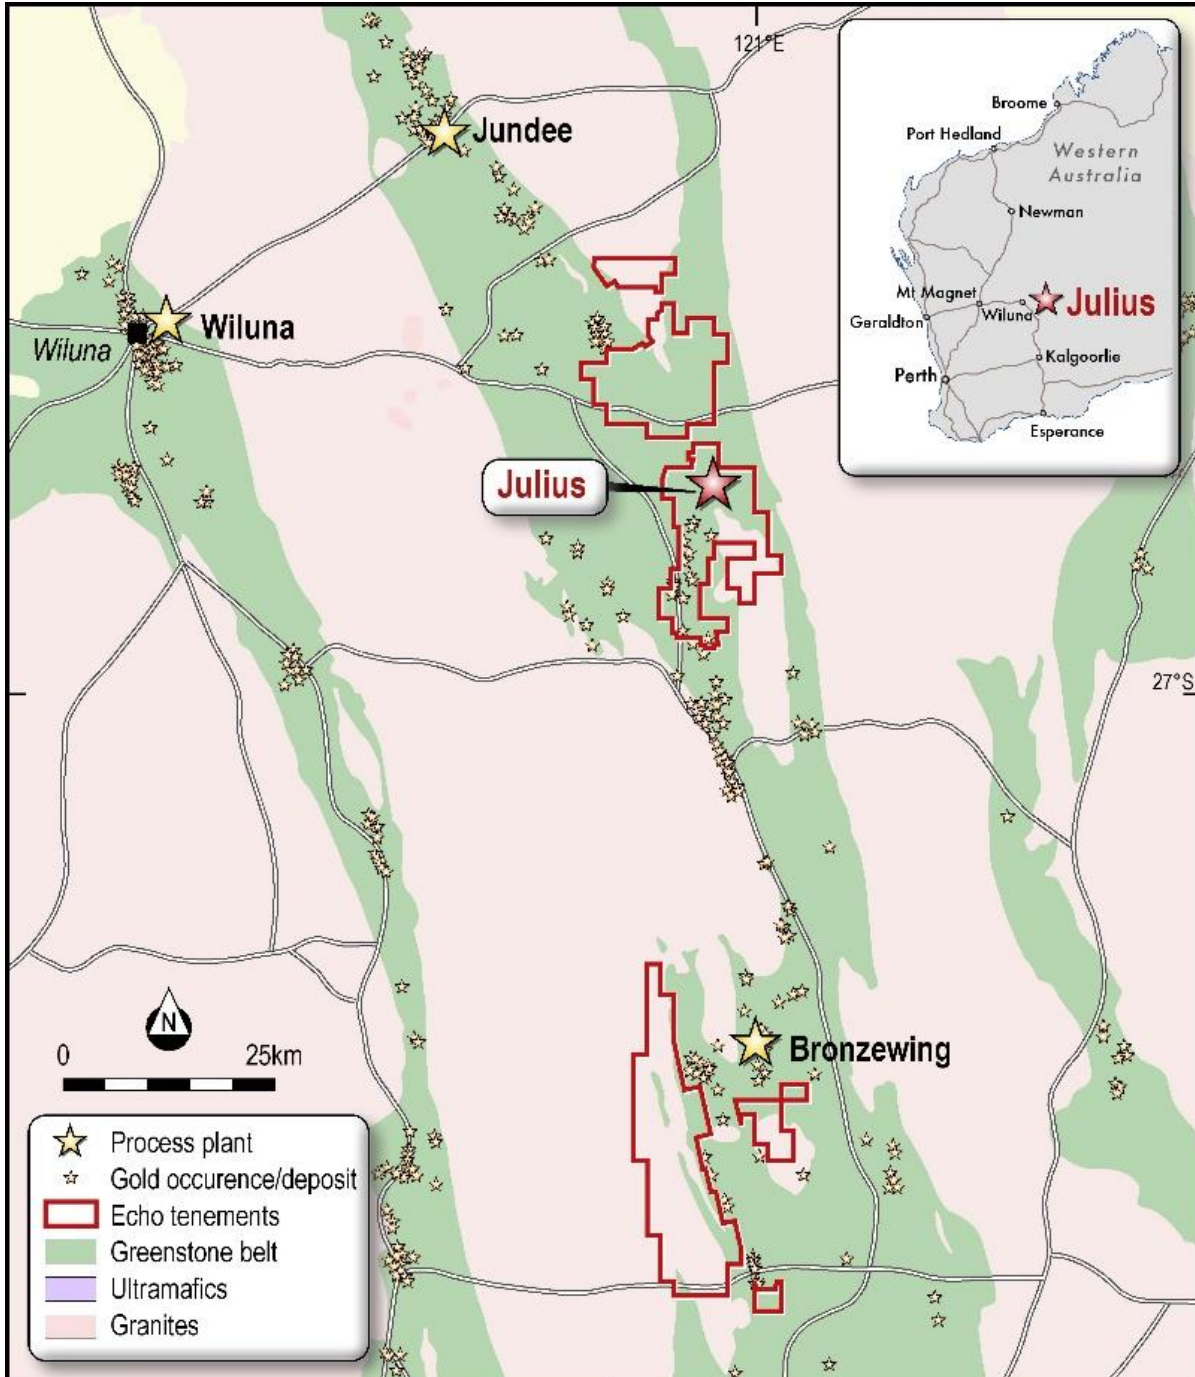 121°E
Broome
Port Hedland
Western
Australia
Newman
Mt Magnet
Julius
Wiluna
Geraldton
Kalgoorlie
Perth
Esperance
Jundee
Wiluna
Wiluna
Julius
27°S
N
0 25km
Bronzewing
Process plant
Gold occurence/deposit
Echo tenements
Greenstone belt
Ultramafics
Granites